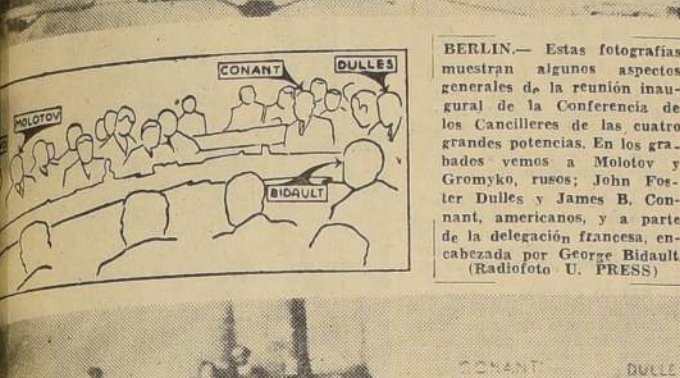 CONANT
DULLES
MOLOTOV
BIDAULT
BERLIN.— Estas fotografías
muestran algunos aspectos
generales de la reunión inau-
gural de la Conferencia de
los Cancilleres de las cuatro
grandes potencias. En los gra-
bados vemos a Molotov y
Gromyko, rusos; John Fos-
ter Dulles y James B. Con-
nant, americanos, y a parte
de la delegación francesa, en-
cabezada por George Bidault.
(Radiofoto U. PRESS)
CONANT
DULLE